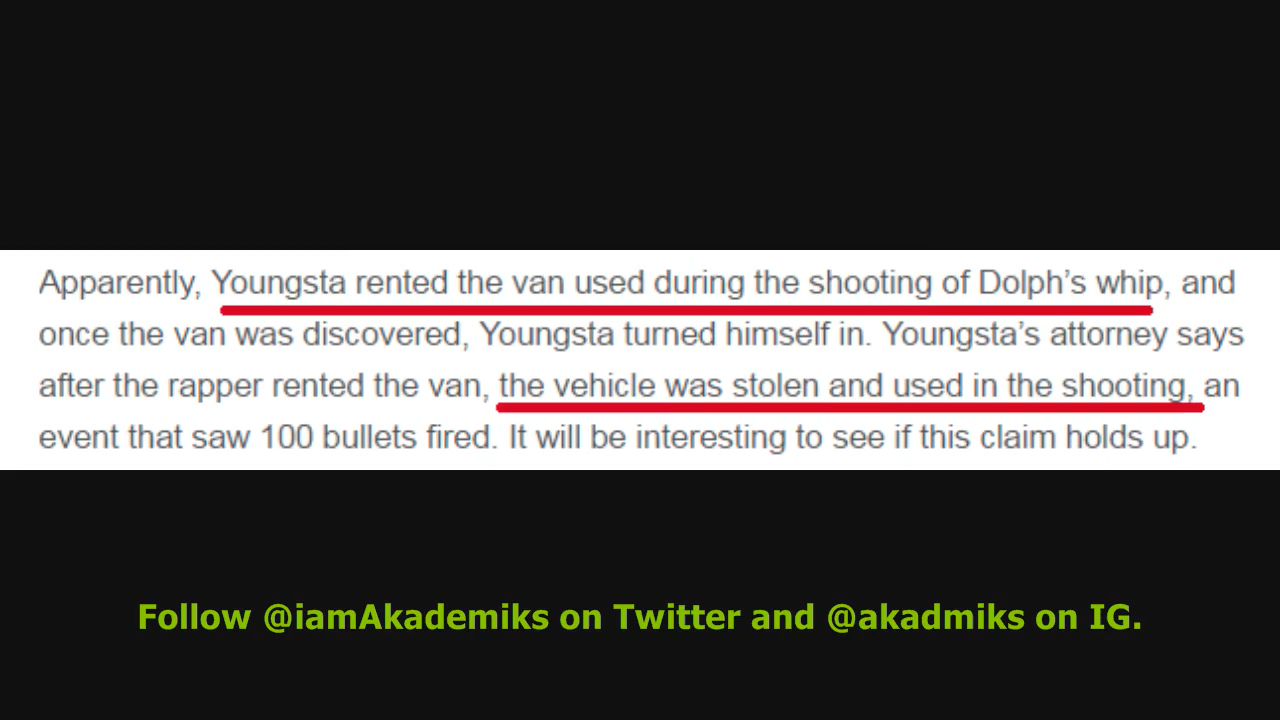 Apparently, Youngsta rented the van used during the shooting of Dolph’s whip, and
once the van was discovered, Youngsta turned himself in. Youngsta’s attorney says
after the rapper rented the van, the vehicle was stolen and used in the shooting, an
event that saw 100 bullets fired. It will be interesting to see if this claim holds up.
Follow @iamAkademiks on Twitter and @akadmiks on IG.